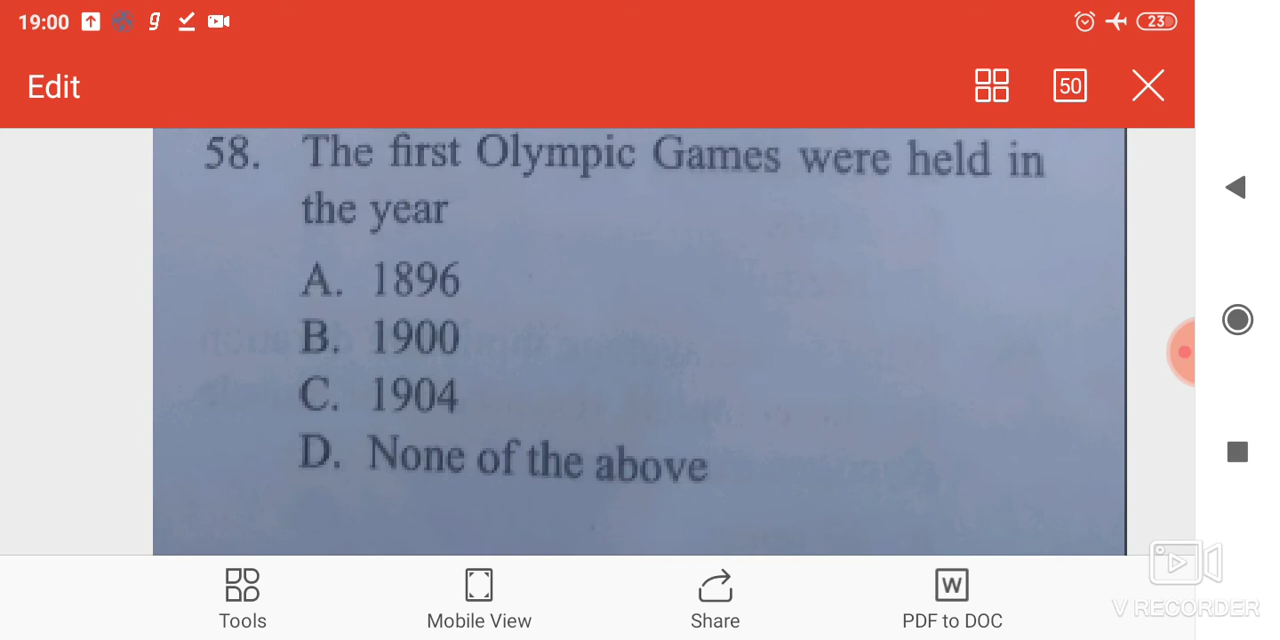 19:00
23
Edit
50
58. The first Olympic Games were held in
the year
A. 1896
B. 1900
C. 1904
D. None of the above
Tools
Mobile View
Share
W
PDF to DOC
V RECORDER